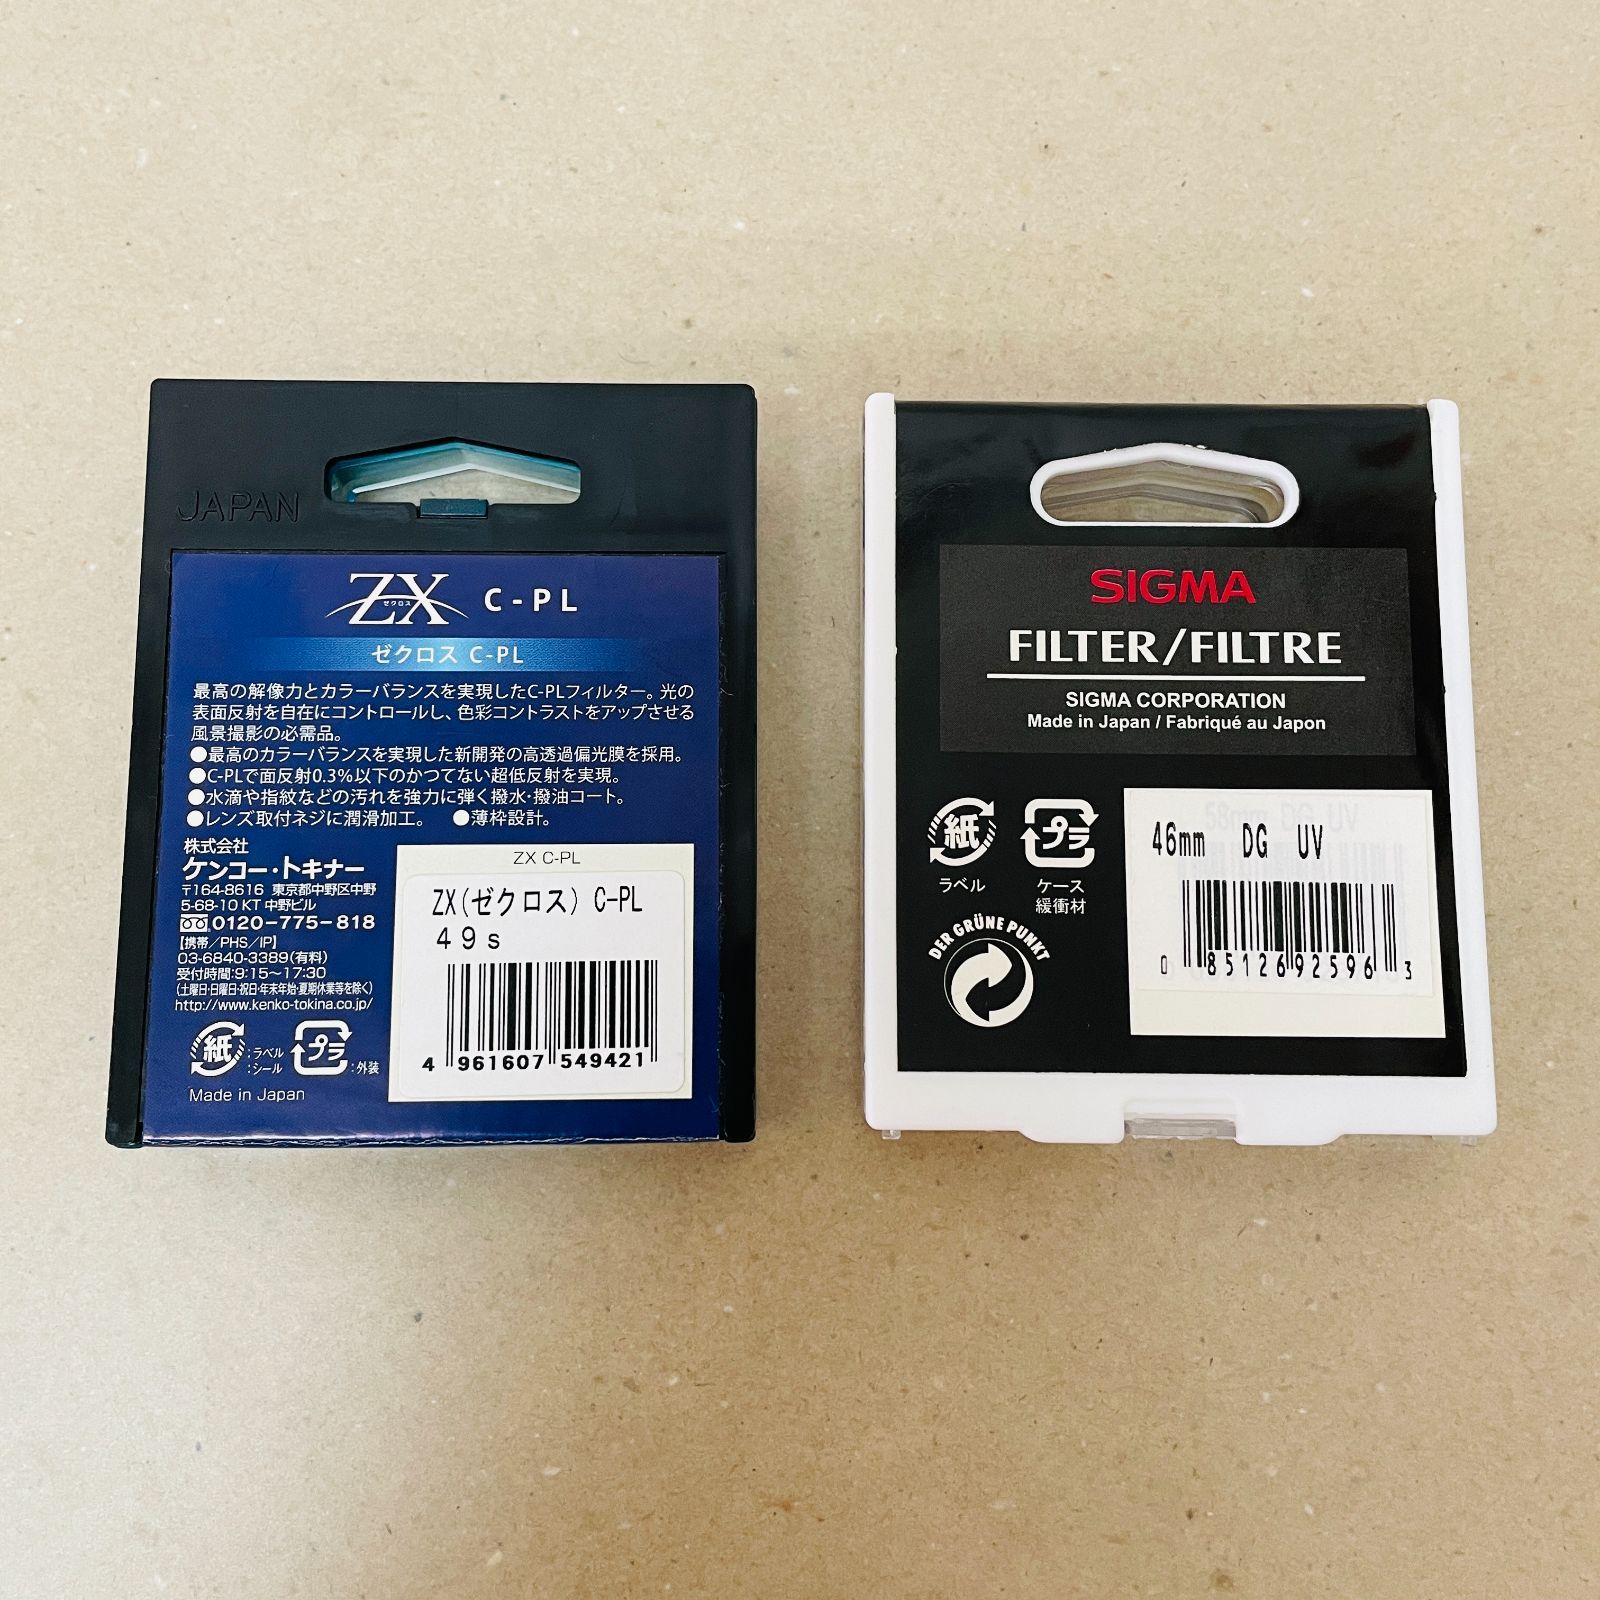 JAPAN
ZX C-PL
ゼクロス
ゼクロス C-PL
最高の解像力とカラーバランスを実現したC-PLフィルター。光の
表面反射を自在にコントロールし、色彩コントラストをアップさせる
風景撮影の必需品。
●最高のカラーバランスを実現した新開発の高透過偏光膜を採用。
●C-PLで面反射0.3%以下のかつてない超低反射を実現。
●水滴や指紋などの汚れを強力に弾く撥水・撥油コート。
●レンズ取付ネジに潤滑加工。 ●薄枠設計。
株式会社
ケンコー・トキナー
〒164-8616 東京都中野区中野
5-68-10 KT 中野ビル
0120-775-818
【携帯/PHS/IP】
03-6840-3389(有料)
受付時間:9:15～17:30
(土曜日・日曜日・祝日・年末年始・夏期休業等を除く)
http://www.kenko-tokina.co.jp/
紙 :ラベル
:シール
プラ :外装
Made in Japan
ZX C-PL
ZX(ゼクロス) C-PL
49s
4 961607 549421
SIGMA
FILTER/FILTRE
SIGMA CORPORATION
Made in Japan / Fabriqué au Japon
紙
ラベル
プラ
ケース
緩衝材
DER GRÜNE PUNKT
58mm DG UV
46mm DG UV
0 85126 92596 3